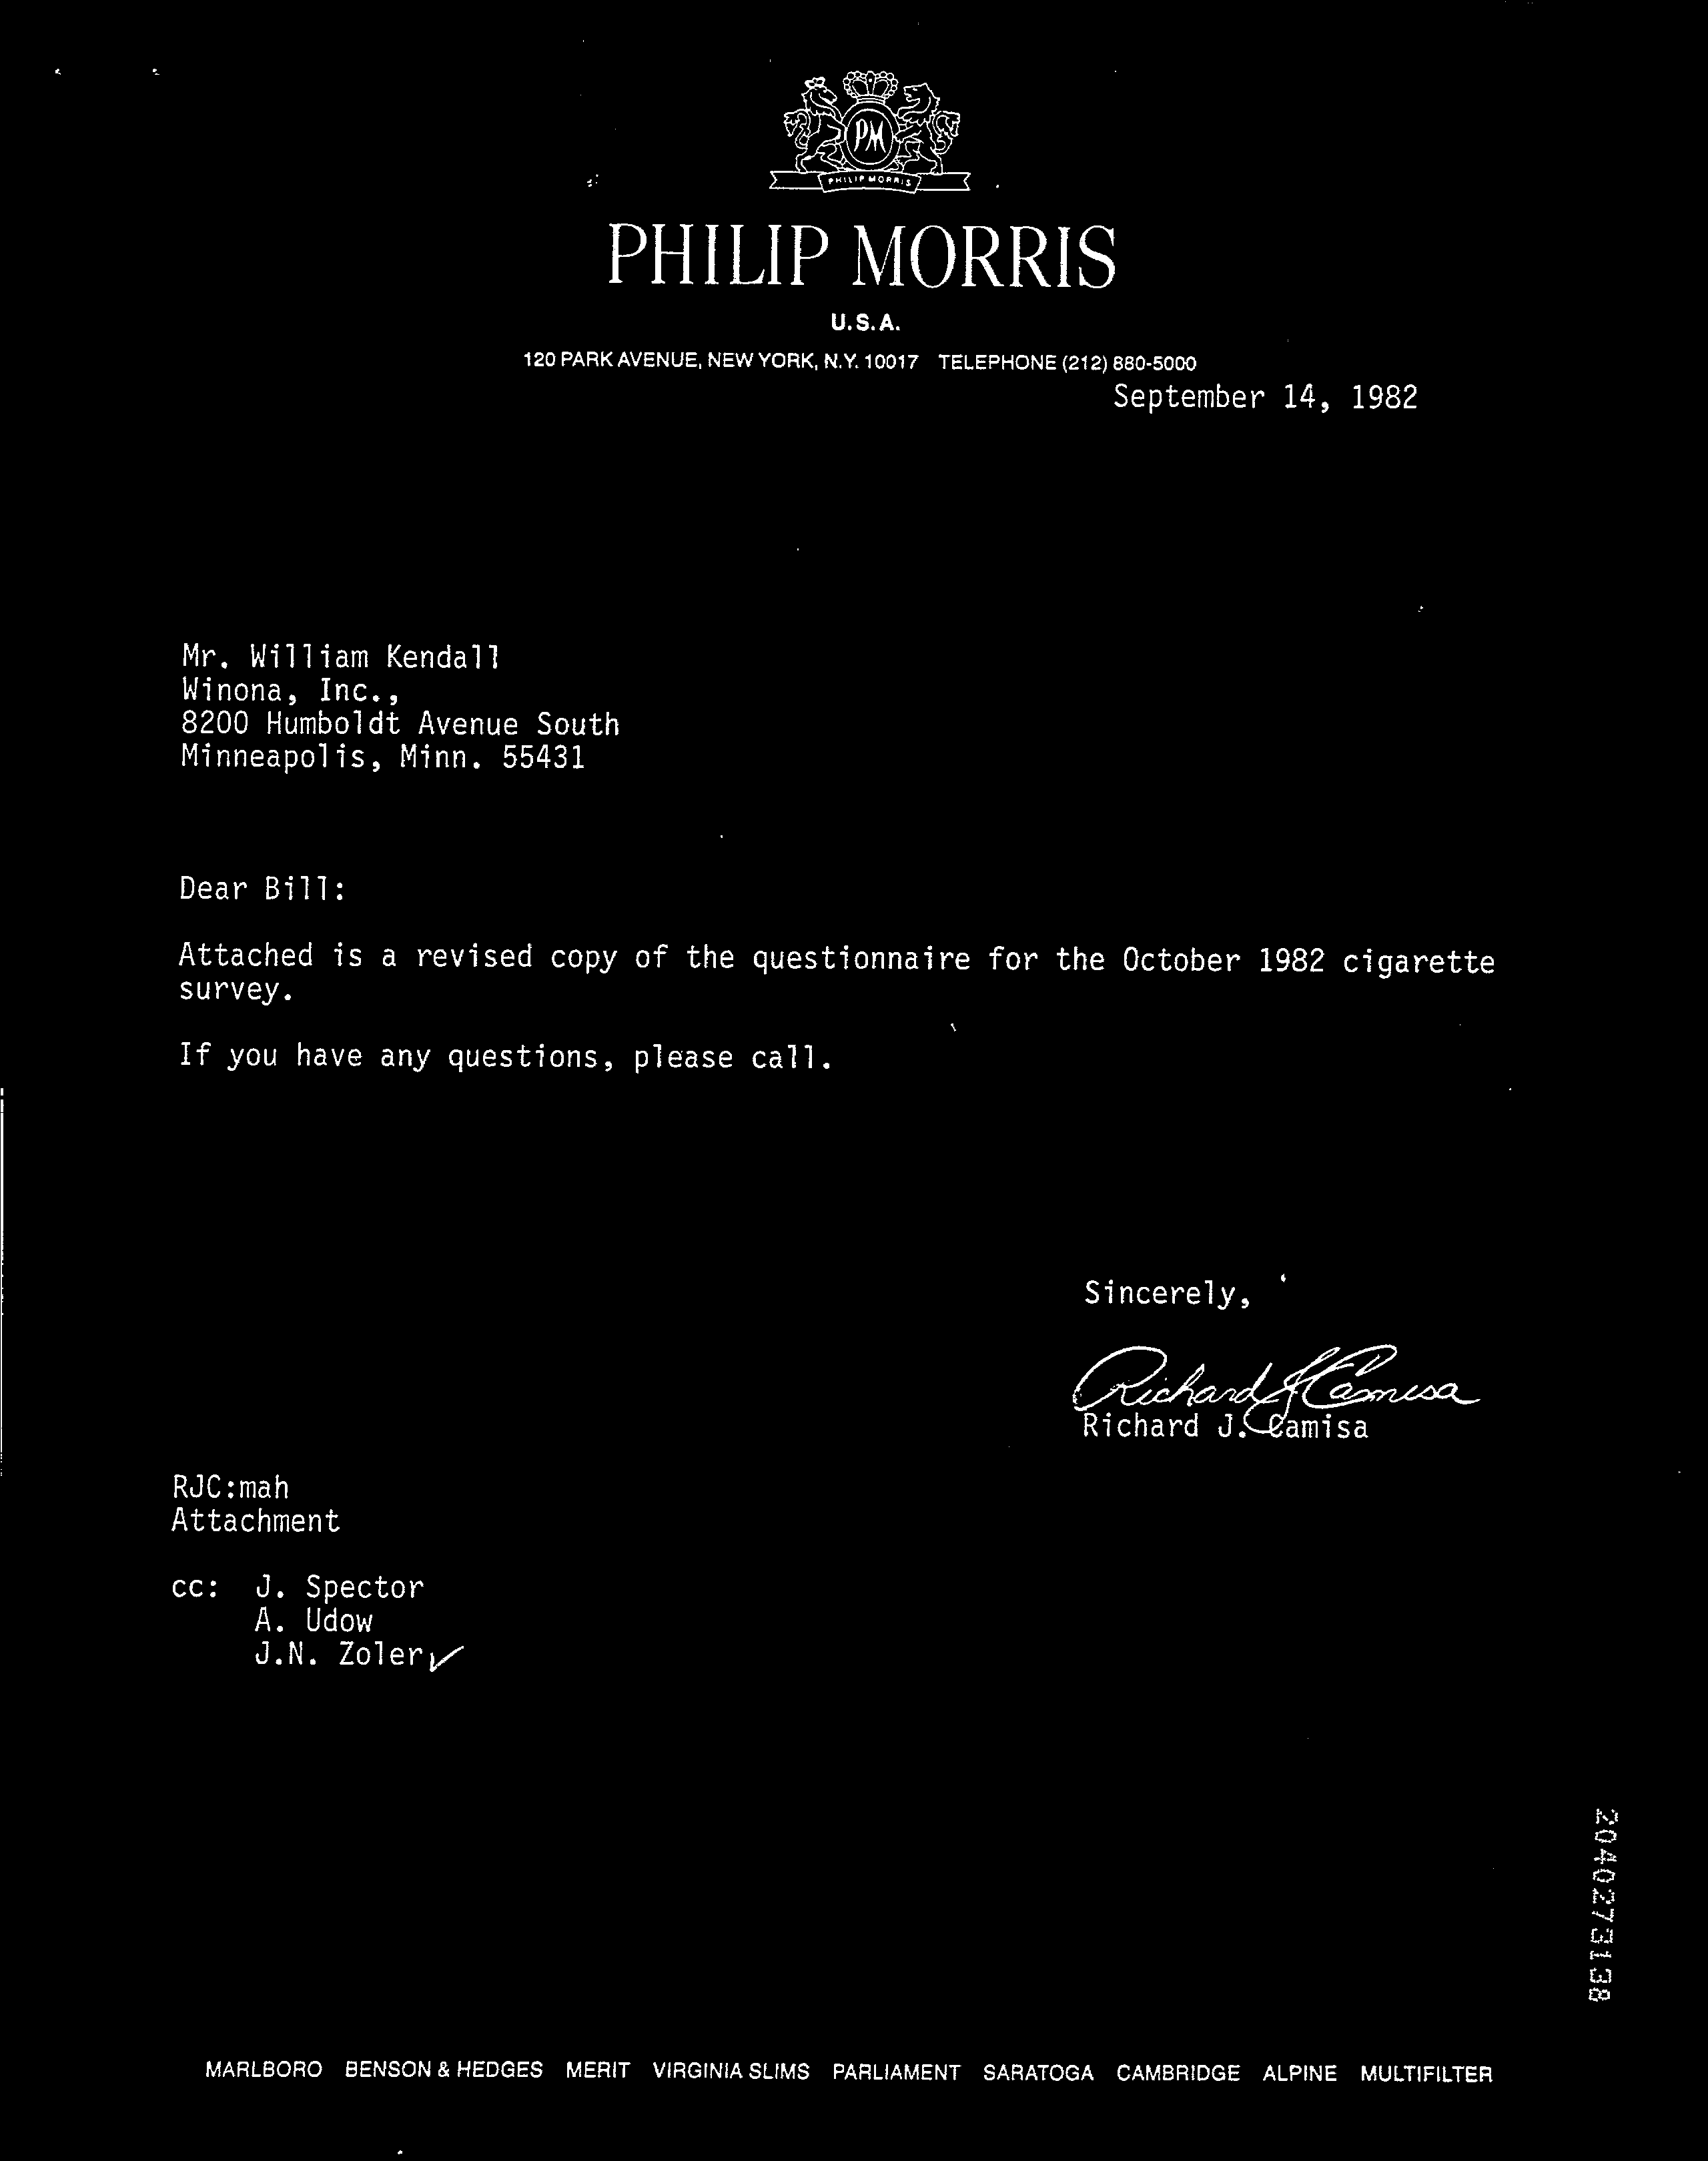 PM
PHILIP MORRIS
PHILIP MORRIS
U.S.A.
120 PARK AVENUE, NEW YORK, N.Y. 10017 TELEPHONE (212) 880-5000
September 14, 1982
Mr. William Kendall
Winona, Inc.,
8200 Humboldt Avenue South
Minneapolis, Minn. 55431
Dear Bill:
Attached is a revised copy of the questionnaire for the October 1982 cigarette
survey.
If you have any questions, please call.
Sincerely,
Richard J Camisa
Richard J. Camisa
RJC:mah
Attachment
cc: J. Spector
A. Udow
J.N. Zoler
2040273138
MARLBORO BENSON & HEDGES MERIT VIRGINIA SLIMS PARLIAMENT SARATOGA CAMBRIDGE ALPINE MULTIFILTER